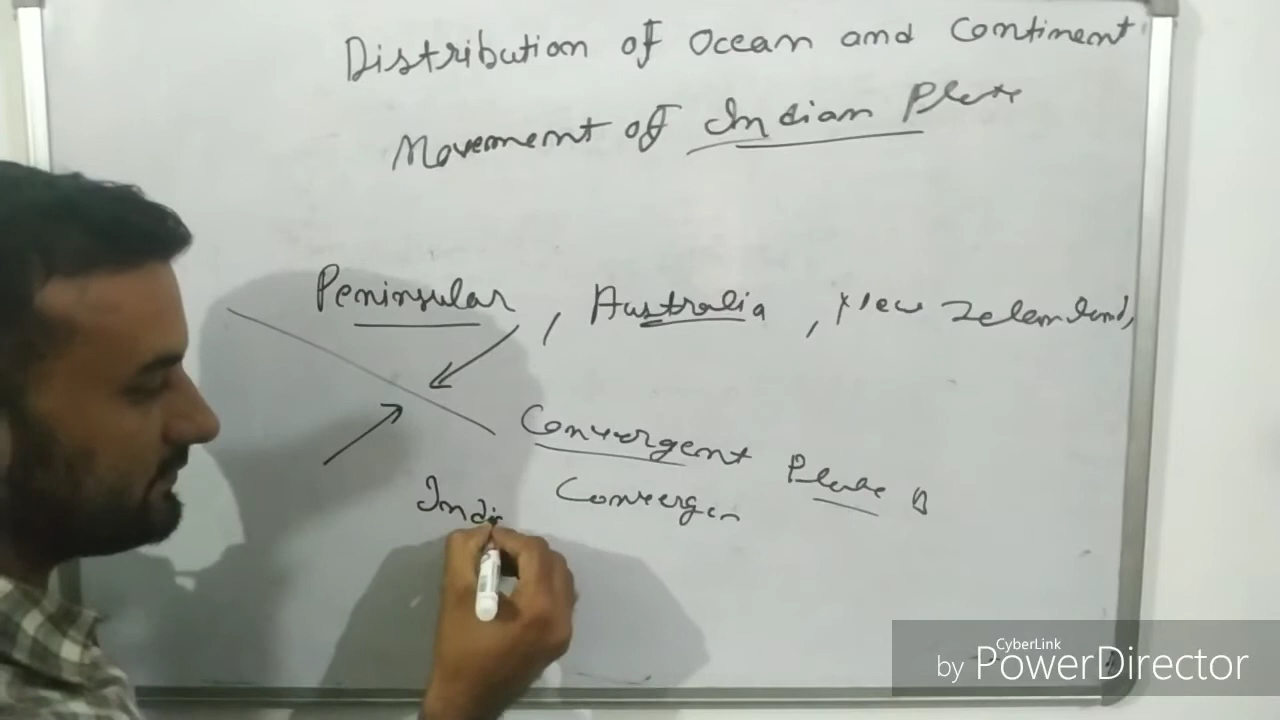 Distribution of Ocean and Continent
Movement of Indian Plate
Peninsular, Australia, New
Convergent Plate B
Convergen
Indi
CyberLink
by PowerDirector